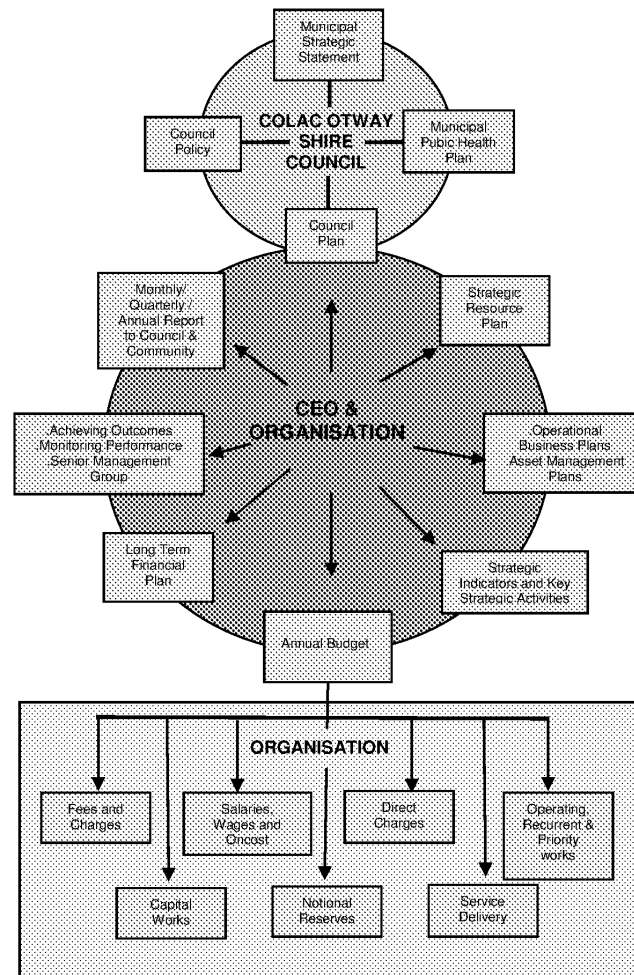 Municipal
Strategic
Statement
COLAC OTWAY
SHIRE
COUNCIL
Council
Policy
Municipal
Pubic Health
Plan
Council
Plan
Monthly/
Quarterly /
Annual Report
to Council &
Community
Strategic
Resource
Plan
CEO &
ORGANISATION
.Achieving Outcomes
.Monitoring Performance
.Senior Management
Group
Operational
Business Plans
Asset Management
Plans
Long Term
Financial
Plan
Strategic
Indicators and Key
Strategic Activities
Annual Budget
ORGANISATION
Fees and
Charges
Salaries,
Wages and
Oncost
Direct
Charges
Operating,
Recurrent &
Priority
works
Capital
Works
Notional
Reserves
Service
Delivery